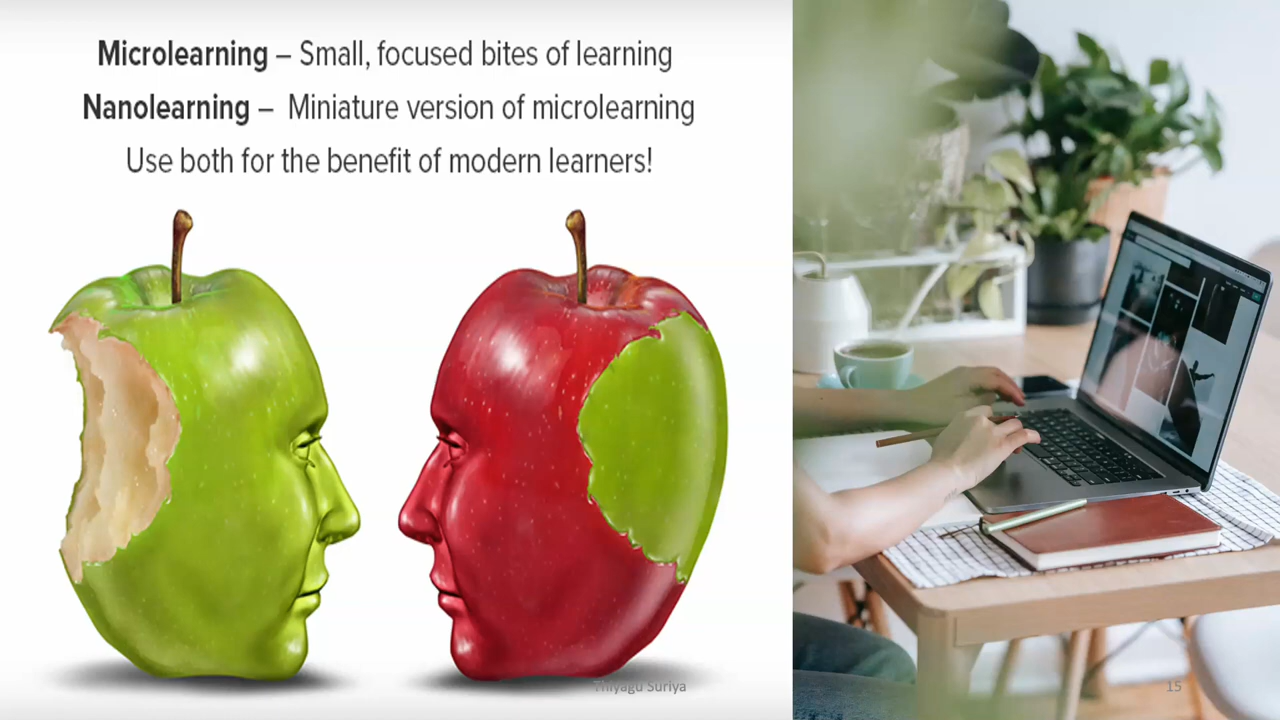 Microlearning – Small, focused bites of learning
Nanolearning – Miniature version of microlearning
Use both for the benefit of modern learners!
Thiyagu Suriya
15